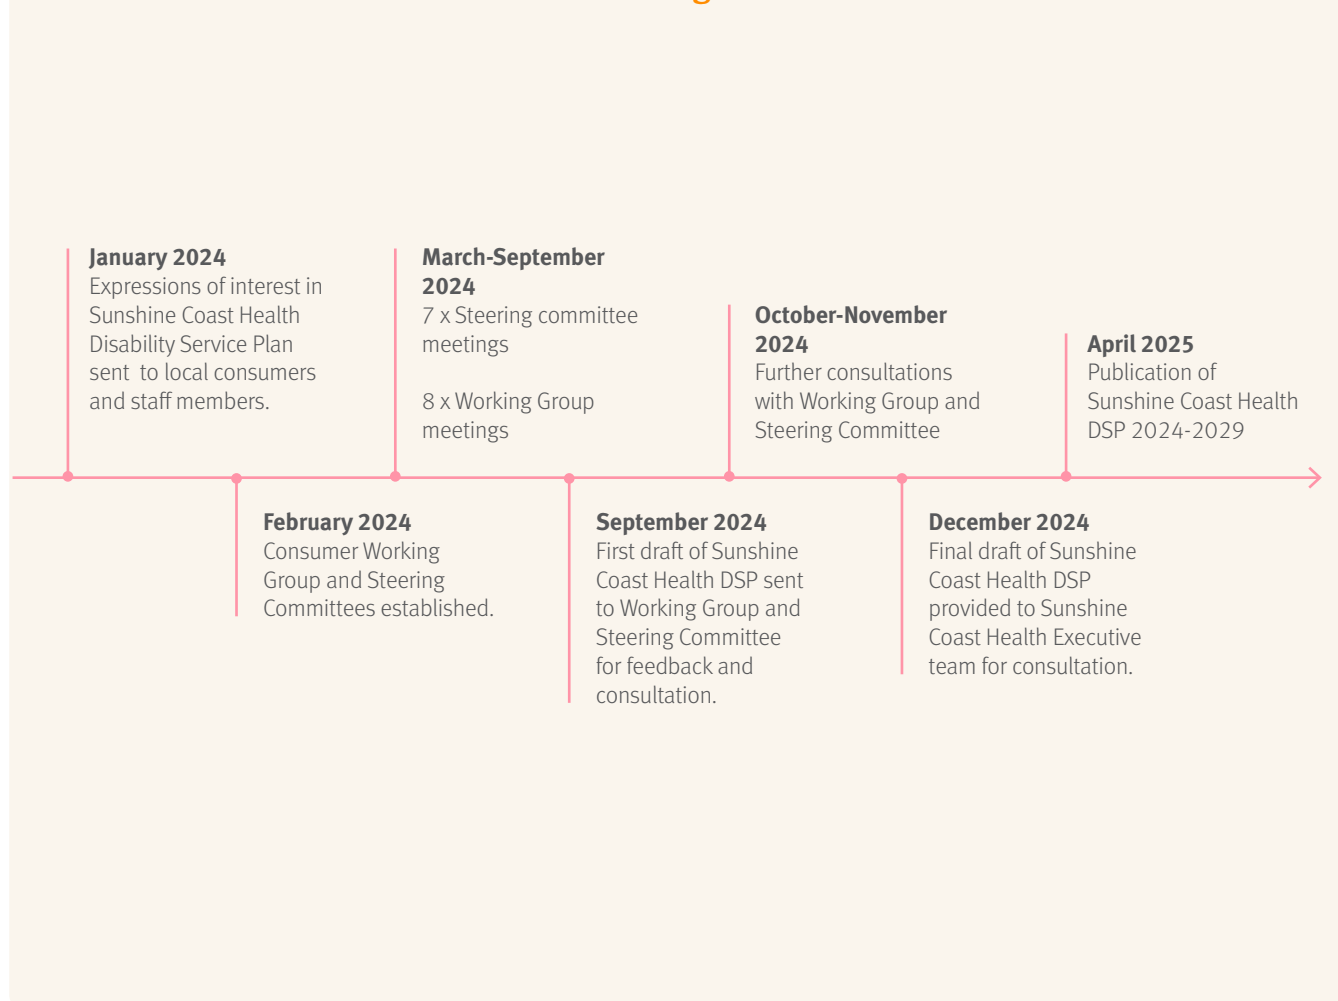 January 2024
Expressions of interest in
Sunshine Coast Health
Disability Service Plan
sent  to local consumers
and staff members.
February 2024
Consumer Working
Group and Steering
Committees established.
March-September
2024
7 x Steering committee
meetings
8 x Working Group
meetings
September 2024
First draft of Sunshine
Coast Health DSP sent
to Working Group and
Steering Committee
for feedback and
consultation.
October-November
2024
Further consultations
with Working Group and
Steering Committee
December 2024
Final draft of Sunshine
Coast Health DSP
provided to Sunshine
Coast Health Executive
team for consultation.
April 2025
Publication of
Sunshine Coast Health
DSP 2024-2029